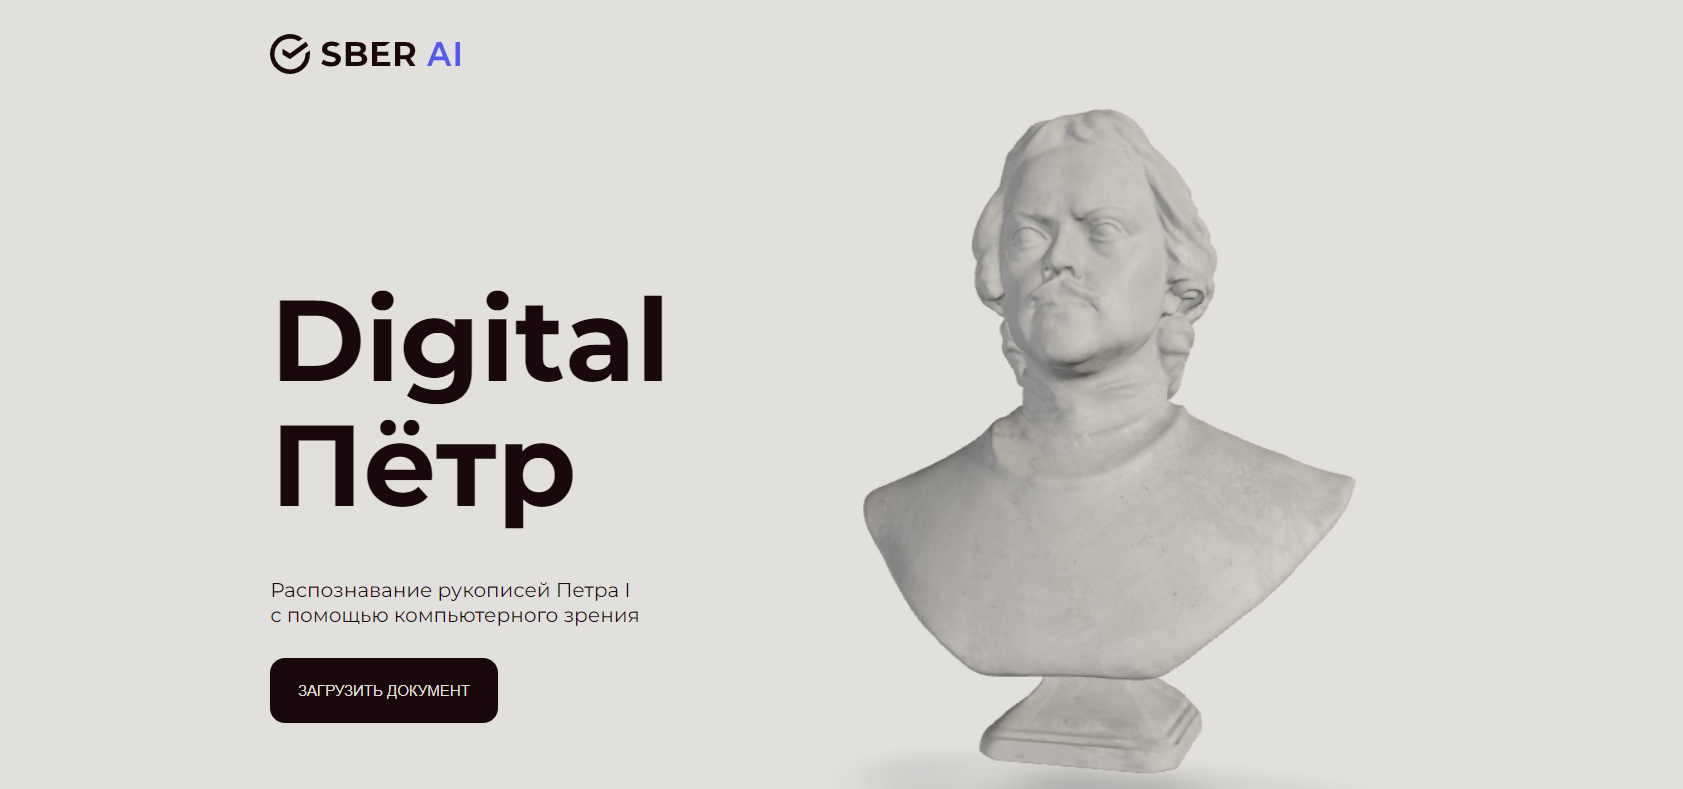 SBER AI
Digital
Пётр
Распознавание рукописей Петра I
с помощью компьютерного зрения
ЗАГРУЗИТЬ ДОКУМЕНТ